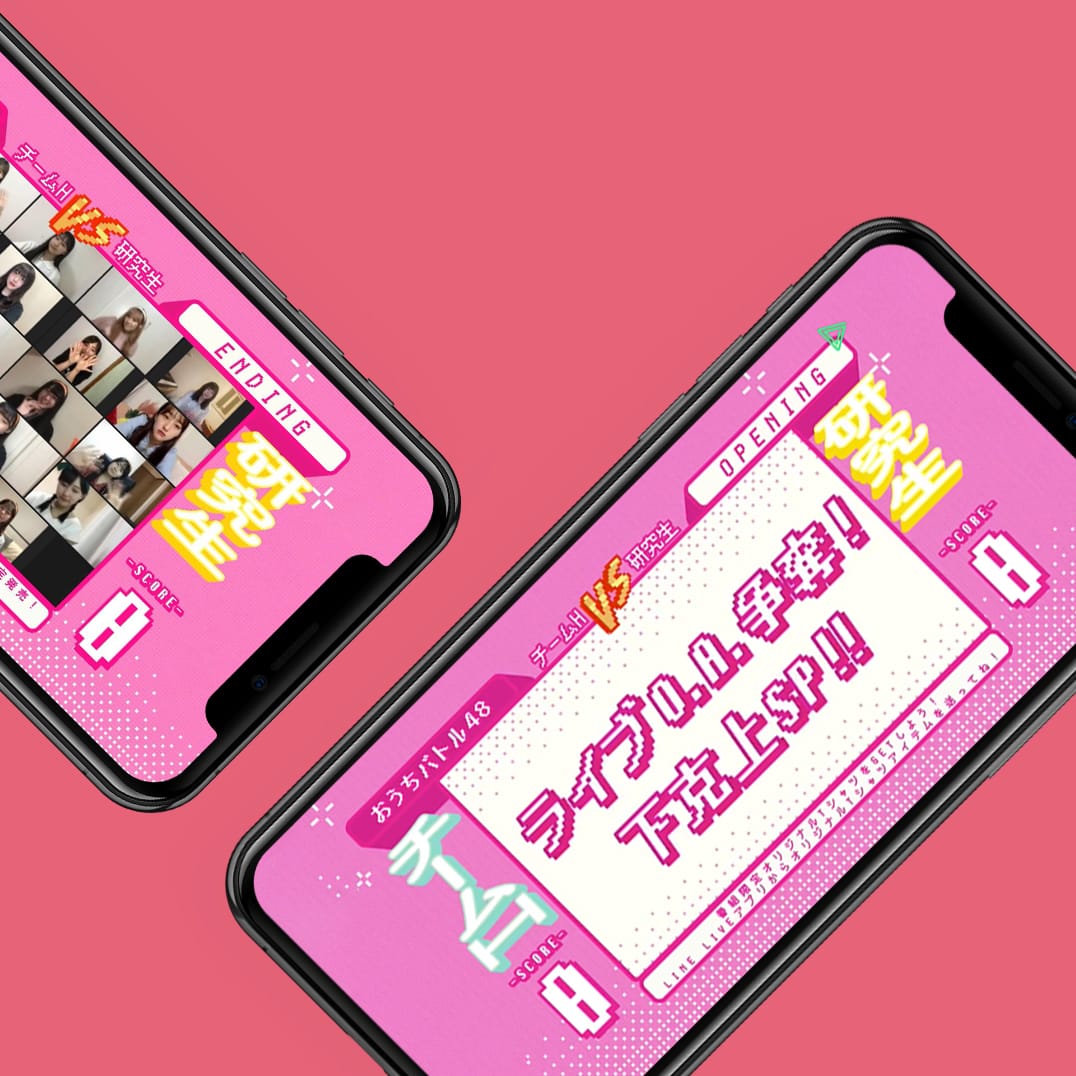 チームH VS 研究生
ENDING
研究生
-SCORE-
0
定発売!
おうちバトル48
チームH VS 研究生
OPENING
ライブO.A.争奪!
下克上SP!!
チームH
-SCORE-
0
研究生
-SCORE-
0
番組限定オリジナルTシャツをGETしよう!
LINE LIVEアプリからオリジナルTシャツアイテムを送ってね!